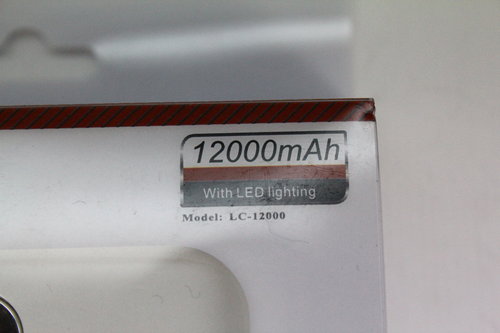 12000mAh
With LED lighting
Model: LC-12000